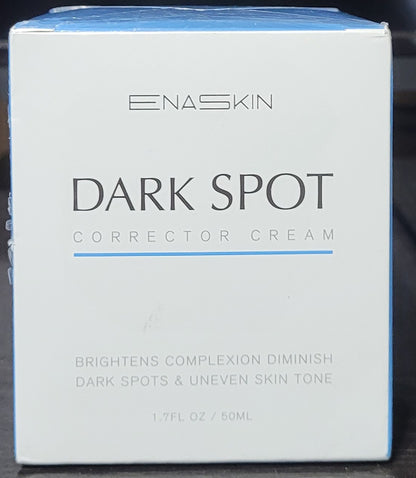 ENASKIN
DARK SPOT
CORRECTOR CREAM
BRIGHTENS COMPLEXION DIMINISH
DARK SPOTS & UNEVEN SKIN TONE
1.7FL OZ / 50ML